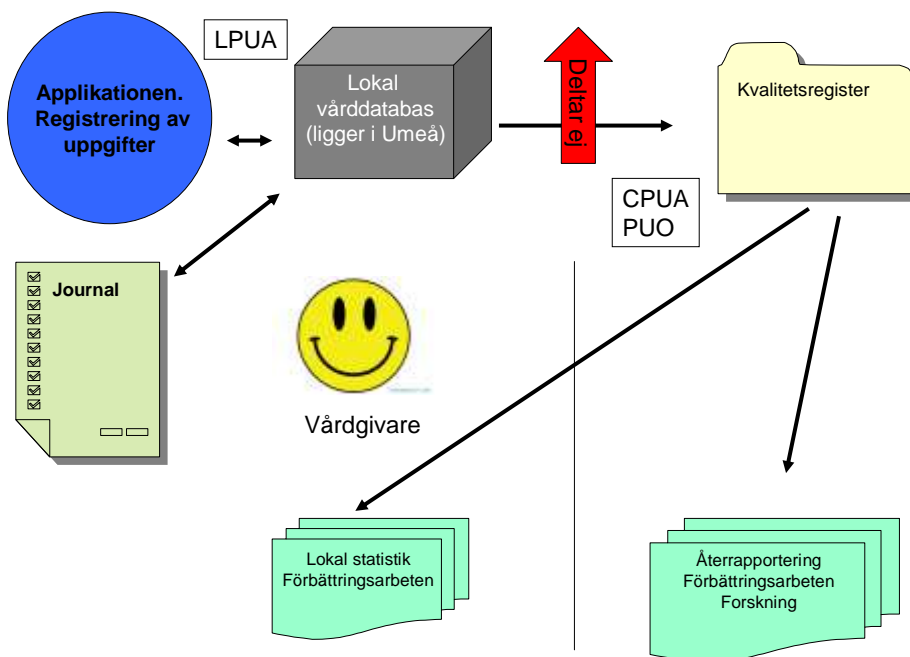 LPUA
Applikationen.
Registrering av
uppgifter
Lokal
vårddatabas
(ligger i Umeå)
Deltar ej
Kvalitetsregister
CPUA
PUO
Journal
Vårdgivare
Lokal statistik
Förbättringsarbeten
Återrapportering
Förbättringsarbeten
Forskning